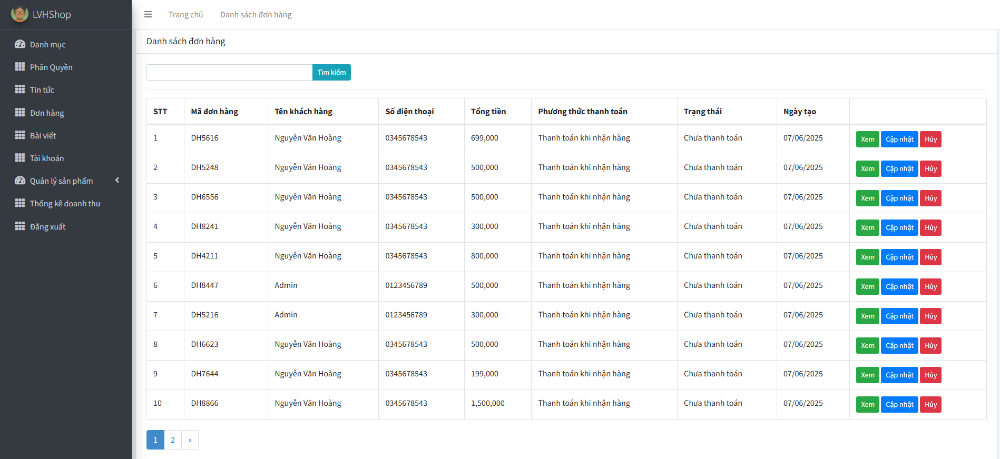 LVHShop
Trang chủ Danh sách đơn hàng
Danh mục
Phân Quyền
Tin tức
Đơn hàng
Bài viết
Tài khoản
Quản lý sản phẩm
Thống kê doanh thu
Đăng xuất
Danh sách đơn hàng
Tìm kiếm
STT Mã đơn hàng Tên khách hàng Số điện thoại Tổng tiền Phương thức thanh toán Trạng thái Ngày tạo
1 DH5616 Nguyễn Văn Hoàng 0345678543 699,000 Thanh toán khi nhận hàng Chưa thanh toán 07/06/2025 Xem Cập nhật Hủy
2 DH5248 Nguyễn Văn Hoàng 0345678543 500,000 Thanh toán khi nhận hàng Chưa thanh toán 07/06/2025 Xem Cập nhật Hủy
3 DH6556 Nguyễn Văn Hoàng 0345678543 500,000 Thanh toán khi nhận hàng Chưa thanh toán 07/06/2025 Xem Cập nhật Hủy
4 DH8241 Nguyễn Văn Hoàng 0345678543 300,000 Thanh toán khi nhận hàng Chưa thanh toán 07/06/2025 Xem Cập nhật Hủy
5 DH4211 Nguyễn Văn Hoàng 0345678543 800,000 Thanh toán khi nhận hàng Chưa thanh toán 07/06/2025 Xem Cập nhật Hủy
6 DH8447 Admin 0123456789 500,000 Thanh toán khi nhận hàng Chưa thanh toán 07/06/2025 Xem Cập nhật Hủy
7 DH5216 Admin 0123456789 300,000 Thanh toán khi nhận hàng Chưa thanh toán 07/06/2025 Xem Cập nhật Hủy
8 DH6623 Nguyễn Văn Hoàng 0345678543 500,000 Thanh toán khi nhận hàng Chưa thanh toán 07/06/2025 Xem Cập nhật Hủy
9 DH7644 Nguyễn Văn Hoàng 0345678543 199,000 Thanh toán khi nhận hàng Chưa thanh toán 07/06/2025 Xem Cập nhật Hủy
10 DH8866 Nguyễn Văn Hoàng 0345678543 1,500,000 Thanh toán khi nhận hàng Chưa thanh toán 07/06/2025 Xem Cập nhật Hủy
1 2 »